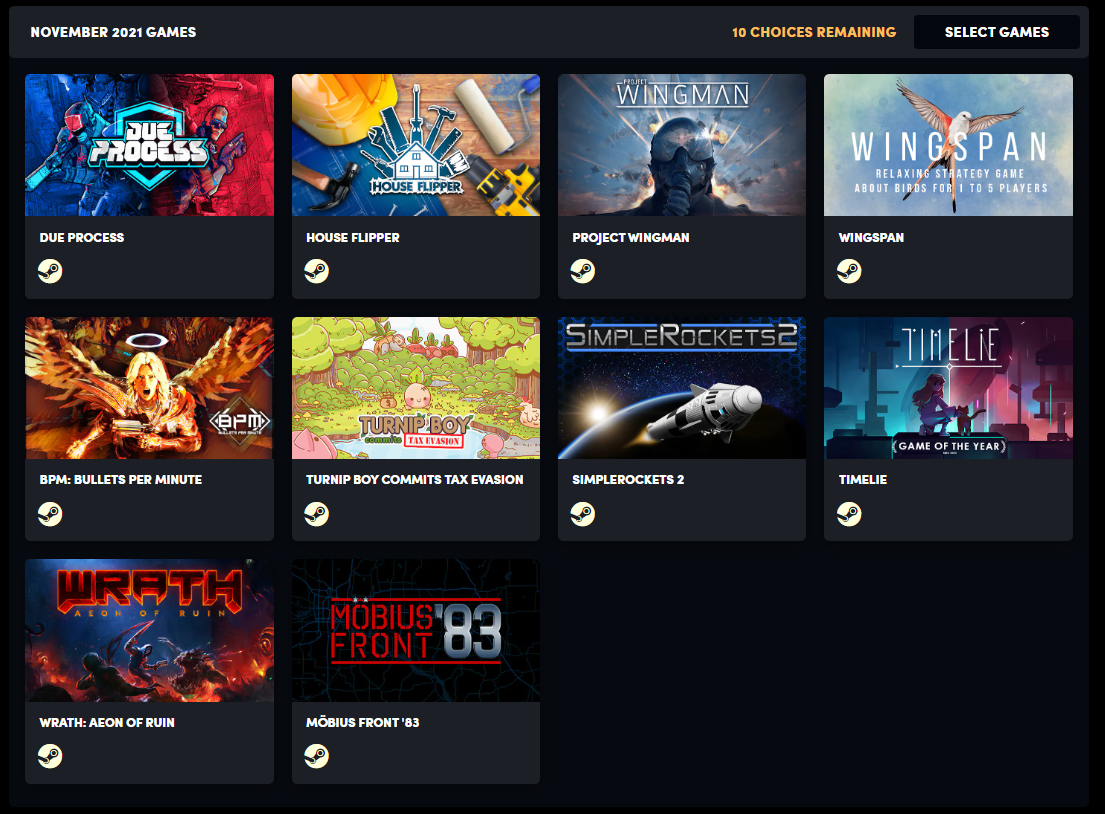 NOVEMBER 2021 GAMES
10 CHOICES REMAINING
SELECT GAMES
DUE PROCESS
HOUSE FLIPPER
PROJECT
WINGMAN
WINGSPAN
RELAXING STRATEGY GAME
ABOUT BIRDS FOR 1 TO 5 PLAYERS
DUE PROCESS
HOUSE FLIPPER
PROJECT WINGMAN
WINGSPAN
BPM
BULLETS PER MINUTE
TURNIP BOY
commits TAX EVASION
SIMPLEROCKETS2
TIMELIE
GAME OF THE YEAR
BPM: BULLETS PER MINUTE
TURNIP BOY COMMITS TAX EVASION
SIMPLEROCKETS 2
TIMELIE
WRATH
AEON OF RUIN
MÖBIUS
FRONT '83
WRATH: AEON OF RUIN
MÖBIUS FRONT '83